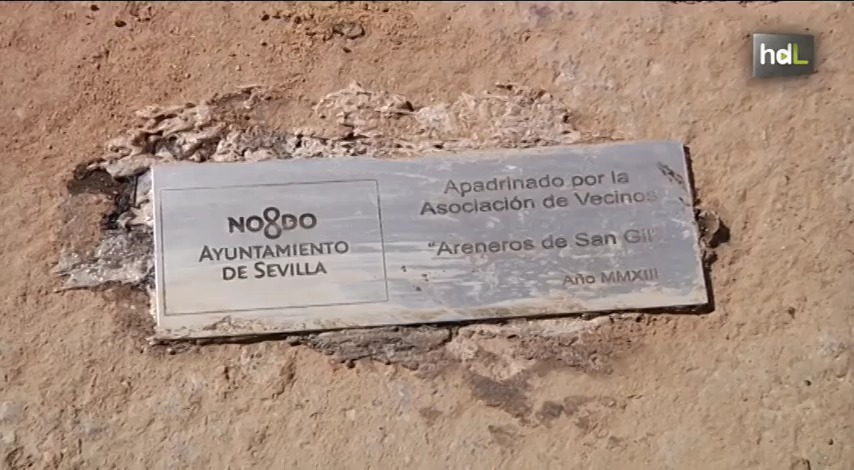 hdL
NO8DO
AYUNTAMIENTO
DE SEVILLA
Apadrinado por la
Asociación de Vecinos
"Areneros de San Gil"
Año MMXIII